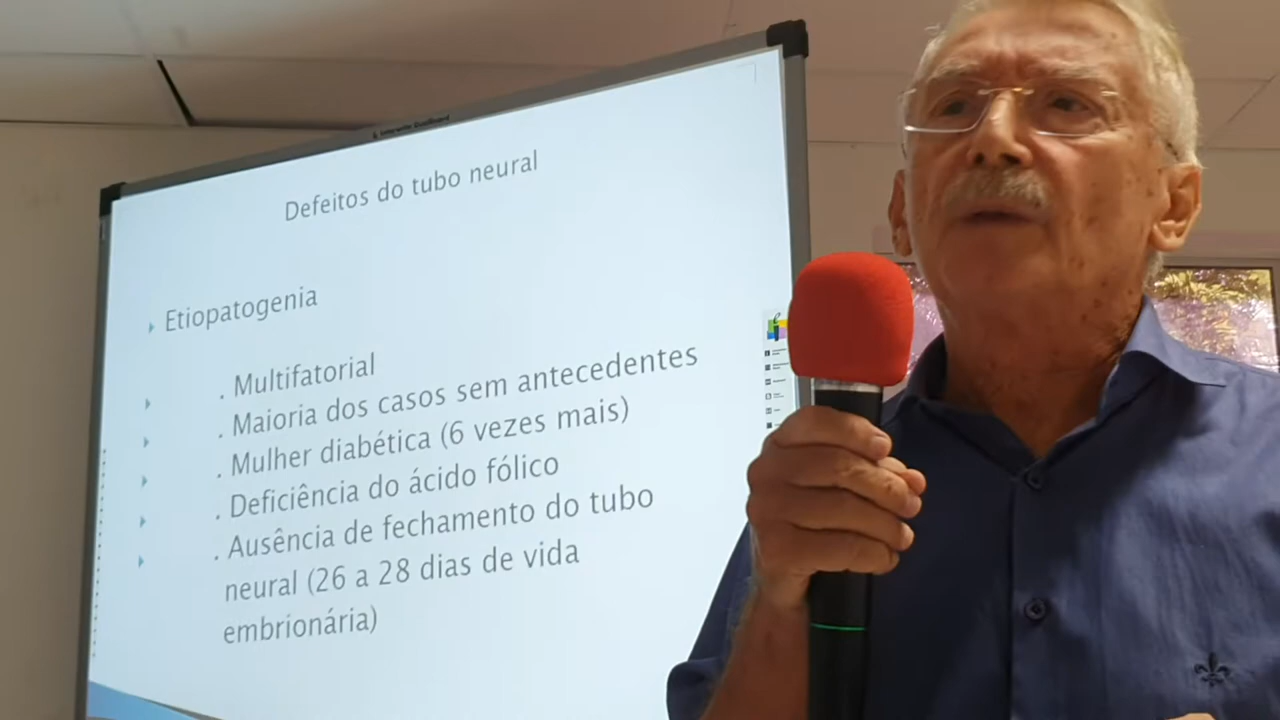 Defeitos do tubo neural
Etiopatogenia
. Multifatorial
. Maioria dos casos sem antecedentes
. Mulher diabética (6 vezes mais)
. Deficiência do ácido fólico
. Ausência de fechamento do tubo
neural (26 a 28 dias de vida
embrionária)